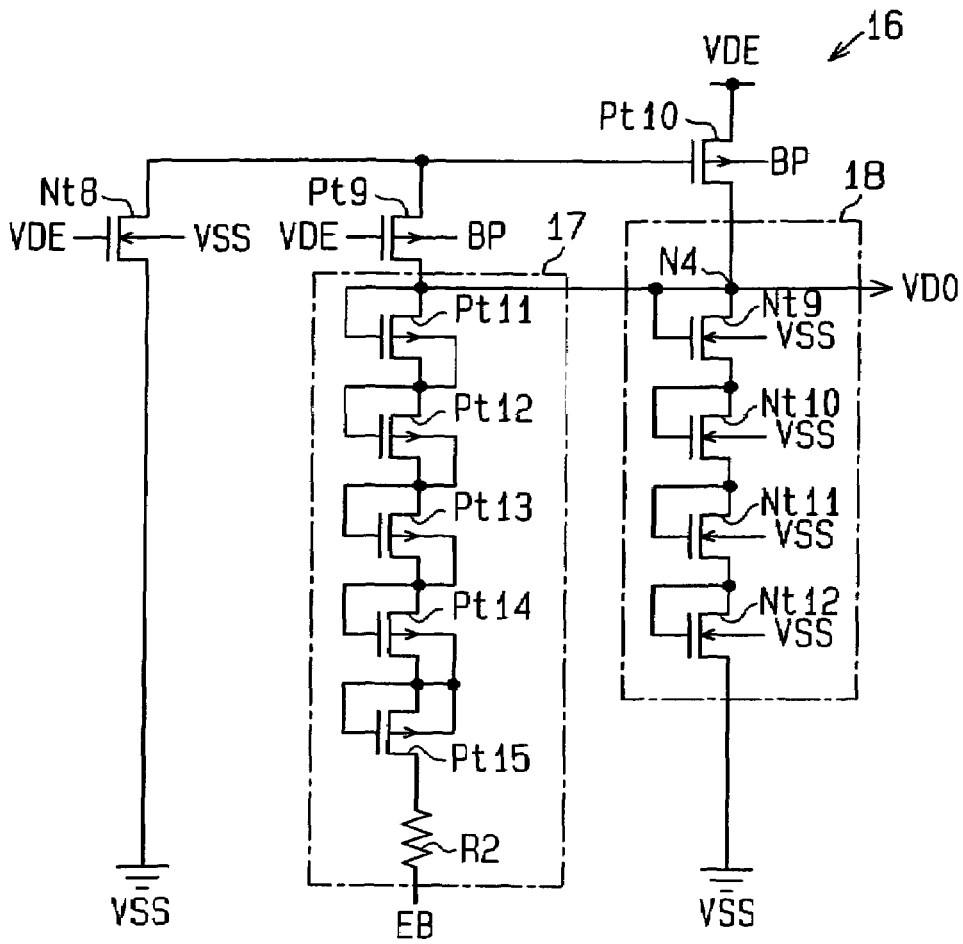 16
VDE
Pt10
BP
Nt8
VDE
VSS
Pt9
VDE
BP
17
18
N4
VD0
Pt11
Nt9
VSS
Pt12
Nt10
VSS
Pt13
Nt11
VSS
Pt14
Nt12
VSS
Pt15
R2
VSS
EB
VSS